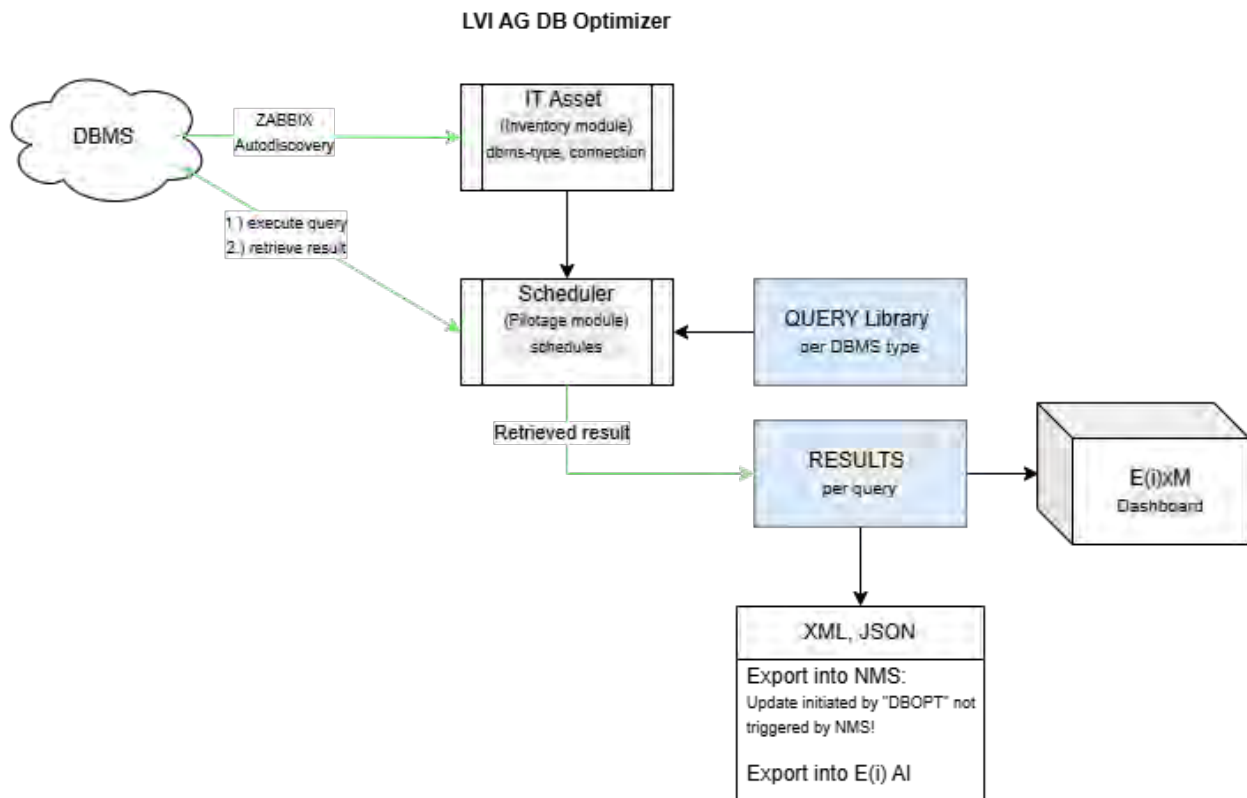 LVI AG DB Optimizer
DBMS
ZABBIX
Autodiscovery
IT Asset
(Inventory module)
dbms-type, connection
1.) execute query
2.) retrieve result
Scheduler
(Pilotage module)
schedules
QUERY Library
per DBMS type
Retrieved result
RESULTS
per query
E(i)xM
Dashboard
XML, JSON
Export into NMS:
Update initiated by "DBOPT" not
triggered by NMS!
Export into E(i) AI